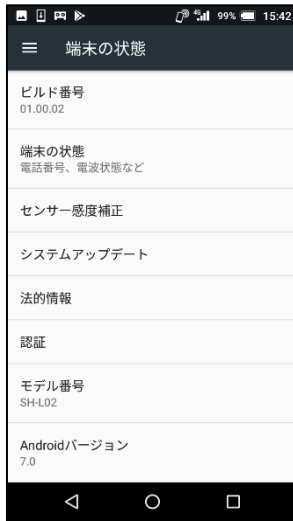 4G 99% 15:42
端末の状態
ビルド番号
01.00.02
端末の状態
電話番号、電波状態など
センサー感度補正
システムアップデート
法的情報
認証
モデル番号
SH-L02
Androidバージョン
7.0